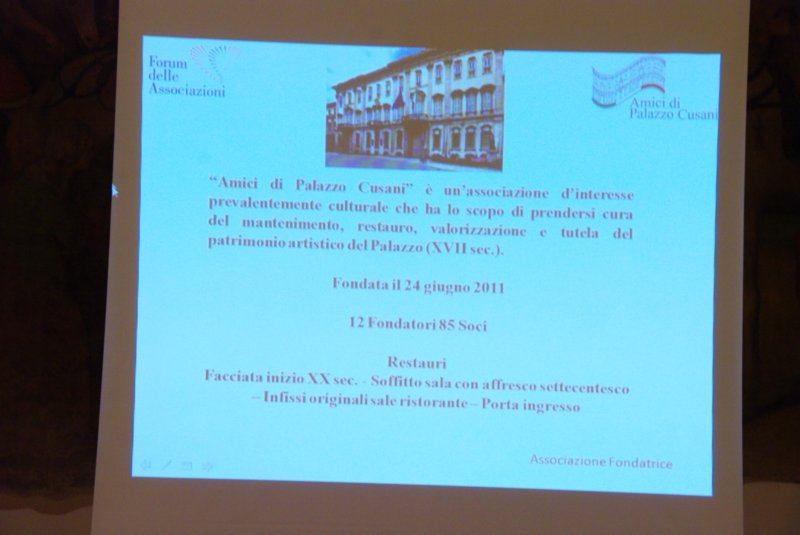 Forum
delle
Associazioni
Amici di
Palazzo Cusani
“Amici di Palazzo Cusani” è un’associazione d’interesse
prevalentemente culturale che ha lo scopo di prendersi cura
del mantenimento, restauro, valorizzazione e tutela del
patrimonio artistico del Palazzo (XVII sec.).
Fondata il 24 giugno 2011
12 Fondatori 85 Soci
Restauri
Facciata inizio XX sec. - Soffitto sala con affresco settecentesco
– Infissi originali sale ristorante – Porta ingresso
Associazione Fondatrice